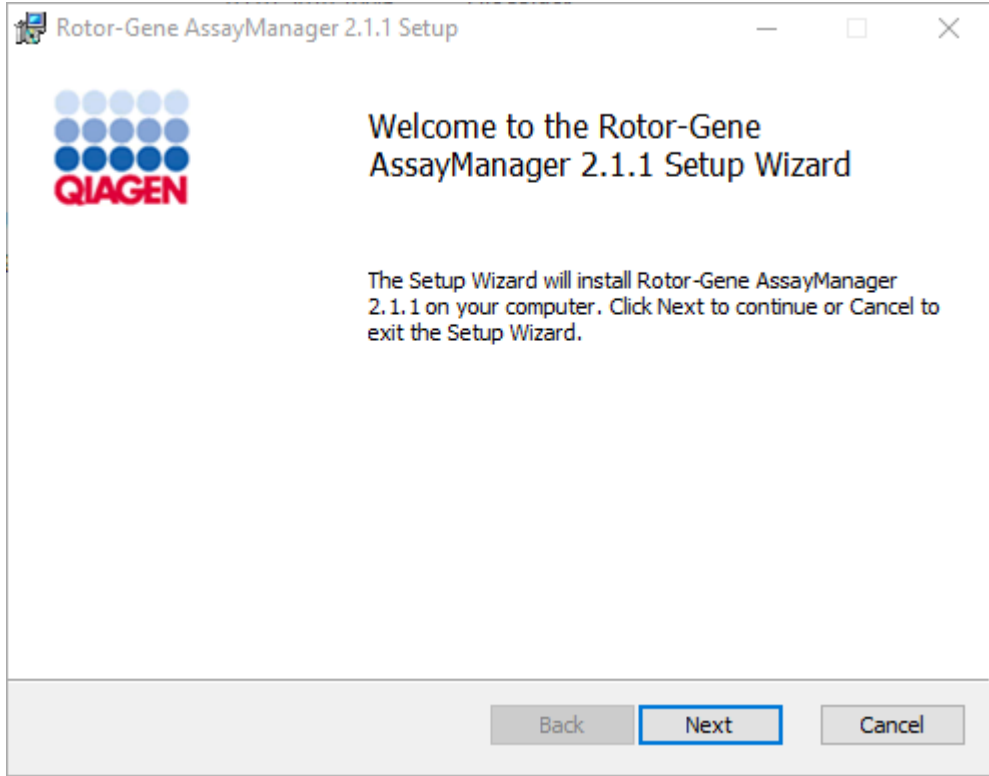 Rotor-Gene AssayManager 2.1.1 Setup
QIAGEN
Welcome to the Rotor-Gene
AssayManager 2.1.1 Setup Wizard
The Setup Wizard will install Rotor-Gene AssayManager
2.1.1 on your computer. Click Next to continue or Cancel to
exit the Setup Wizard.
Back
Next
Cancel